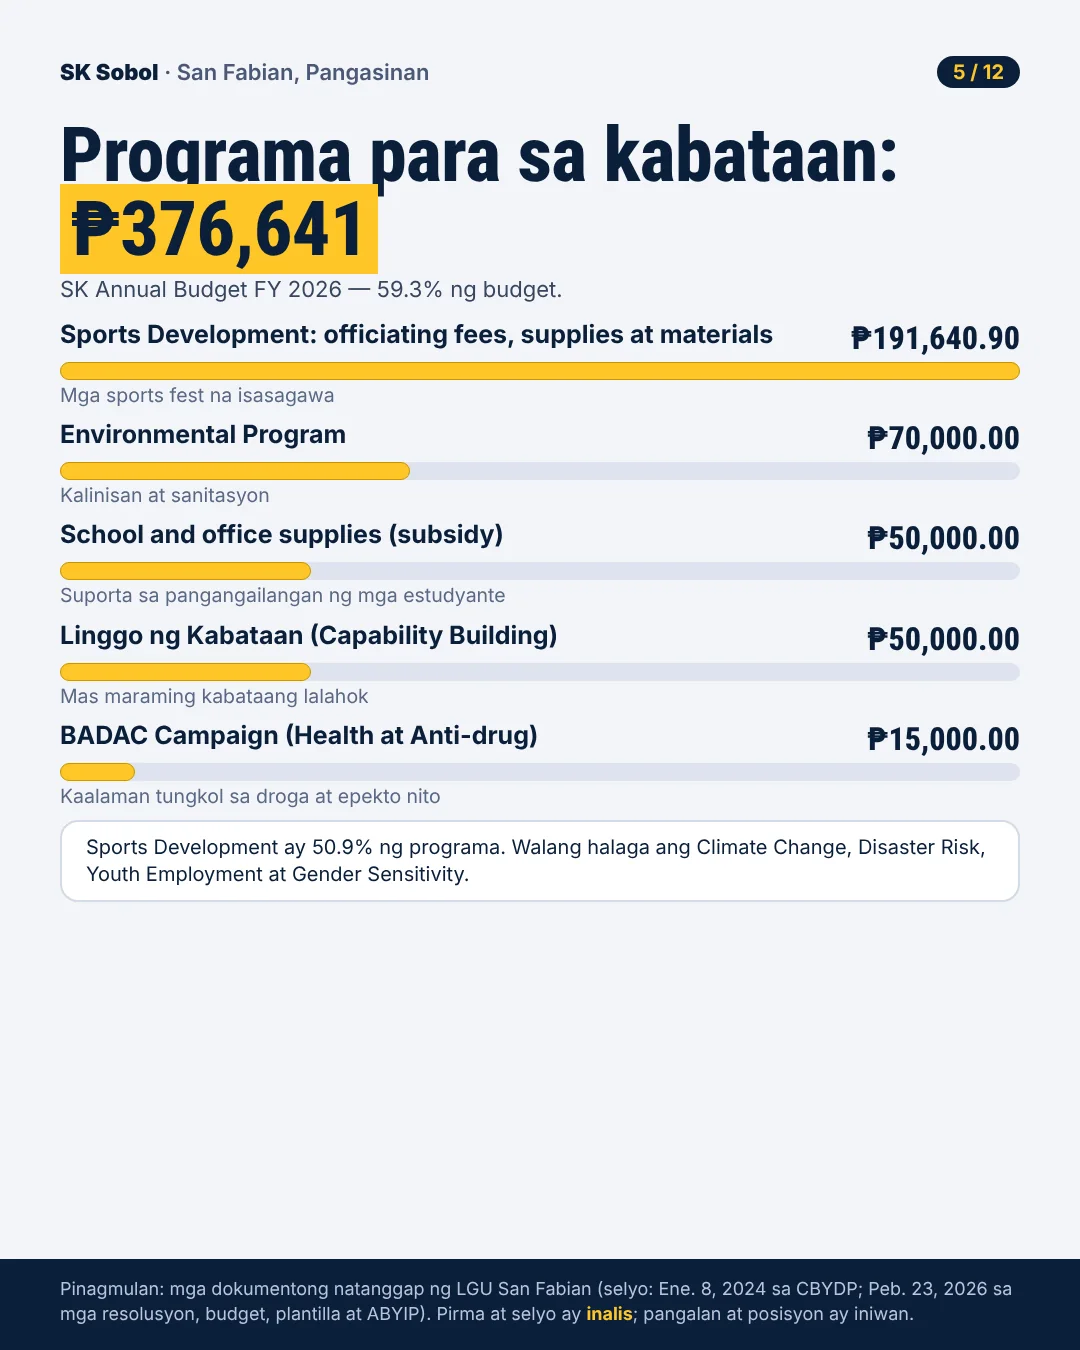 SK Sobol · San Fabian, Pangasinan
5 / 12
Programa para sa kabataan:
₱376,641
SK Annual Budget FY 2026 — 59.3% ng budget.
Sports Development: officiating fees, supplies at materials
₱191,640.90
Mga sports fest na isasagawa
Environmental Program
₱70,000.00
Kalinisan at sanitasyon
School and office supplies (subsidy)
₱50,000.00
Suporta sa pangangailangan ng mga estudyante
Linggo ng Kabataan (Capability Building)
₱50,000.00
Mas maraming kabataang lalahok
BADAC Campaign (Health at Anti-drug)
₱15,000.00
Kaalaman tungkol sa droga at epekto nito
Sports Development ay 50.9% ng programa. Walang halaga ang Climate Change, Disaster Risk,
Youth Employment at Gender Sensitivity.
Pinagmulan: mga dokumentong natanggap ng LGU San Fabian (selyo: Ene. 8, 2024 sa CBYDP; Peb. 23, 2026 sa
mga resolusyon, budget, plantilla at ABYIP). Pirma at selyo ay inalis; pangalan at posisyon ay iniwan.